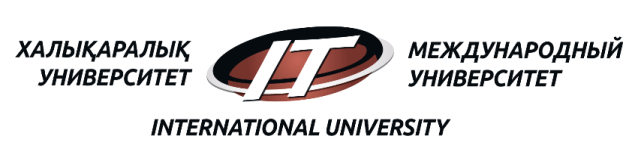 ХАЛЫҚАРАЛЫҚ
УНИВЕРСИТЕТ
IT
МЕЖДУНАРОДНЫЙ
УНИВЕРСИТЕТ
INTERNATIONAL UNIVERSITY